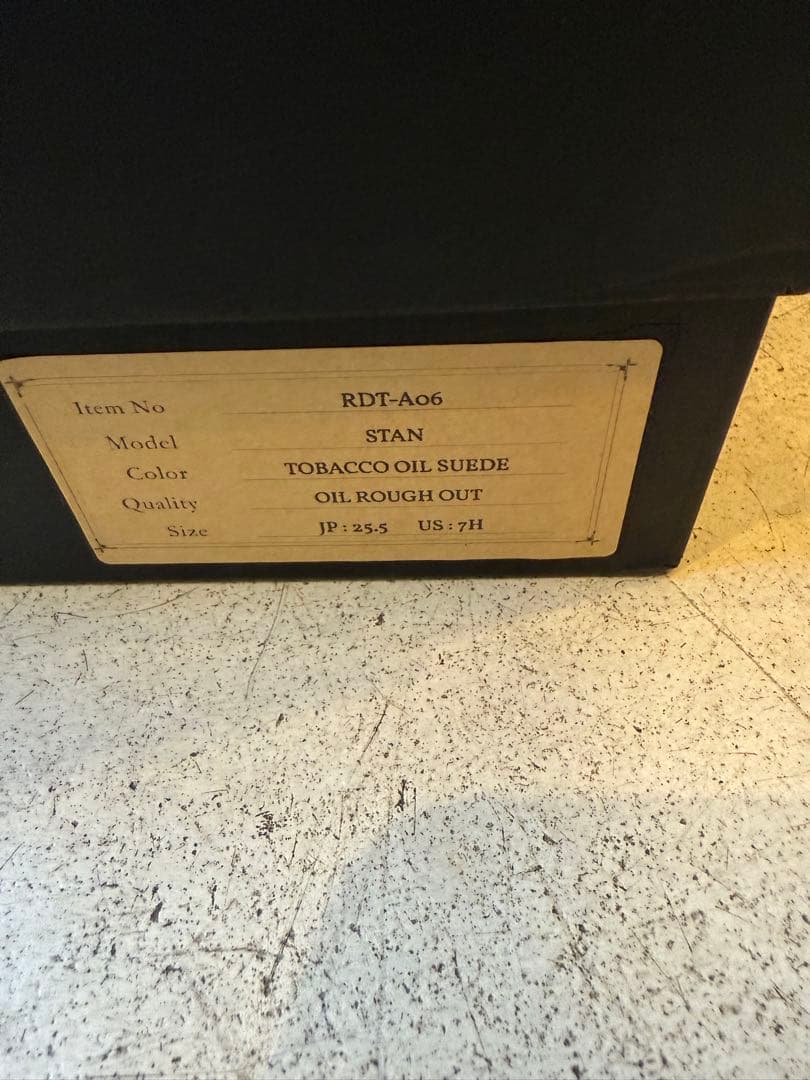 Item No RDT-A06
Model STAN
Color TOBACCO OIL SUEDE
Quality OIL ROUGH OUT
Size JP : 25.5 US : 7H